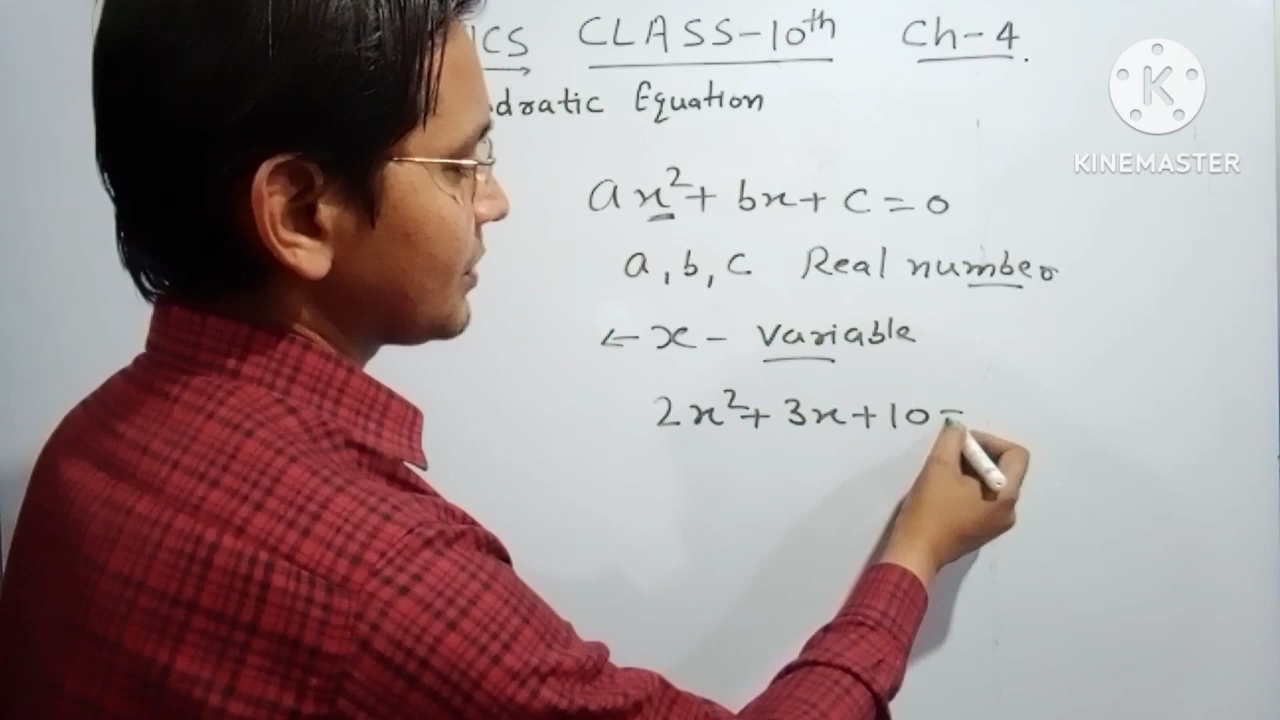 CLASS-10th Ch-4.
Equation
ax²+ bx+ c = 0
a, b, c Real number
← x - Variable
2x²+ 3x+10=
KINEMASTER